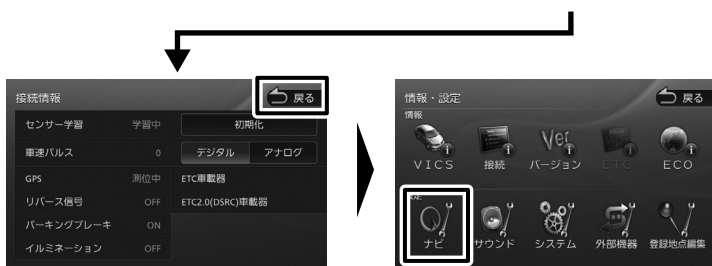 接続情報
戻る
センサー学習 学習中 初期化
車速パルス 0 デジタル アナログ
GPS 測位中 ETC車載器
リバース信号 OFF ETC2.0(DSRC)車載器
パーキングブレーキ ON
イルミネーション OFF
情報・設定
戻る
情報
VICS 接続 バージョン ETC ECO
Ver
設定
ナビ サウンド システム 外部機器 登録地点編集